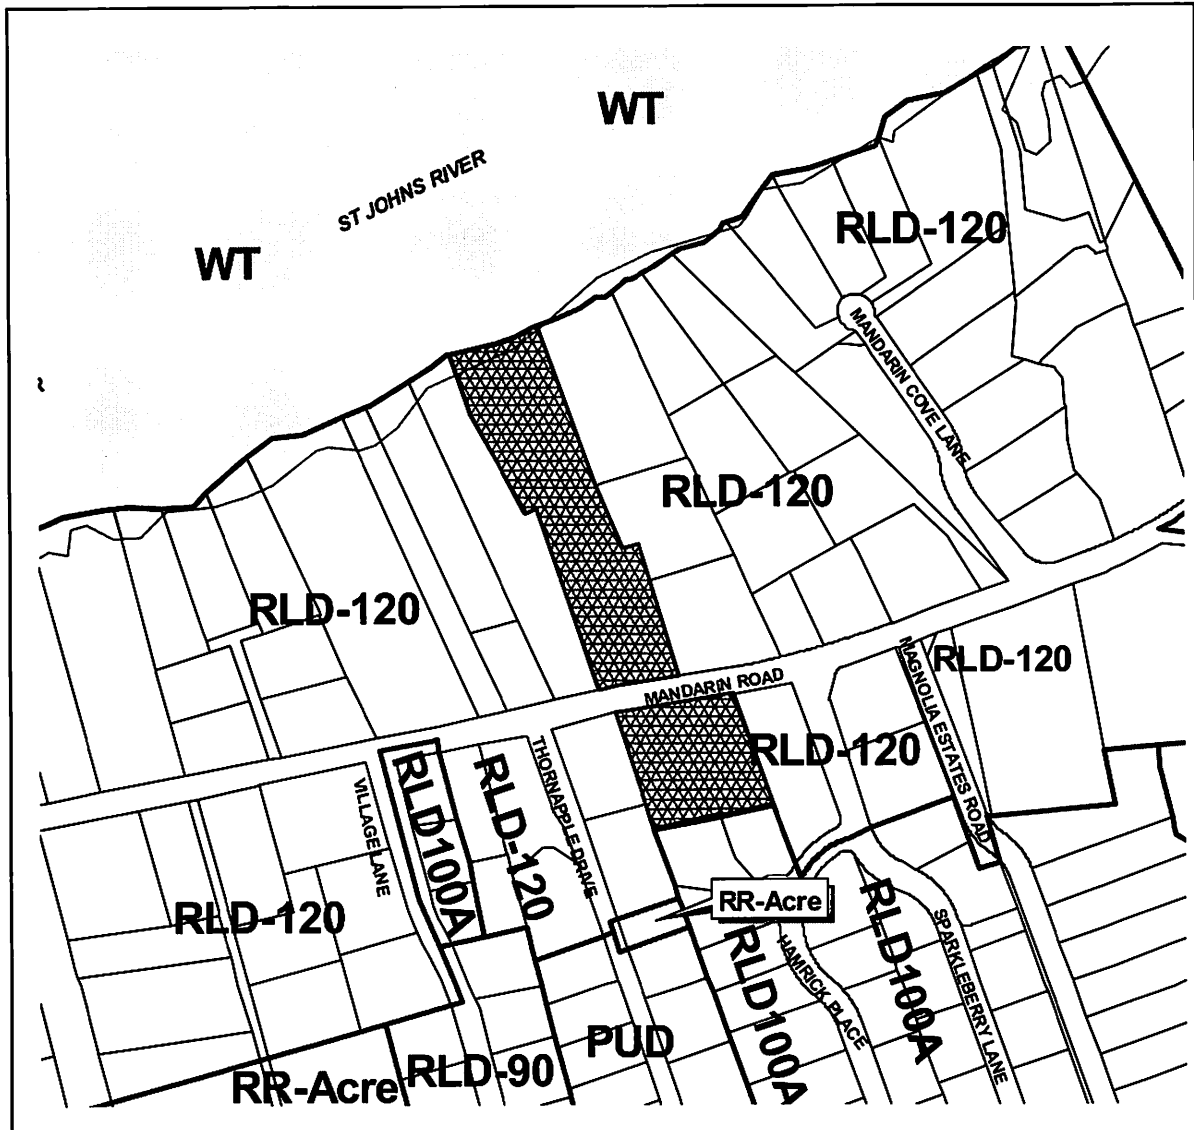 WT
ST JOHNS RIVER
WT
RLD-120
MANDARIN COVE LANE
RLD-120
RLD-120
MAGNOLIA ESTATES ROAD
RLD-120
MANDARIN ROAD
RLD-120
THORNAPPLE DRIVE
VILLAGE LANE
RLD100A
RLD-120
RLD-120
RR-Acre
RLD100A
SPARKLEBERRY LANE
HAMRICK PLACE
RLD100A
PUD
RLD-90
RR-Acre